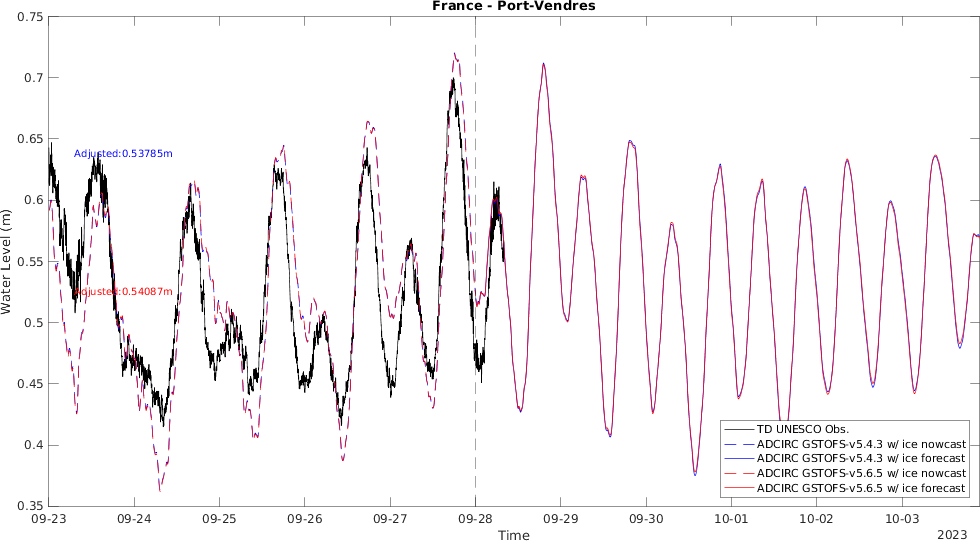 France - Port-Vendres
0.75
0.7
0.65
0.6
0.55
0.5
0.45
0.4
0.35
Water Level (m)
Adjusted:0.53785m
Adjusted:0.54087m
TD UNESCO Obs.
ADCIRC GSTOFS-v5.4.3 w/ ice nowcast
ADCIRC GSTOFS-v5.4.3 w/ ice forecast
ADCIRC GSTOFS-v5.6.5 w/ ice nowcast
ADCIRC GSTOFS-v5.6.5 w/ ice forecast
09-23 09-24 09-25 09-26 09-27 09-28 09-29 09-30 10-01 10-02 10-03
Time
2023